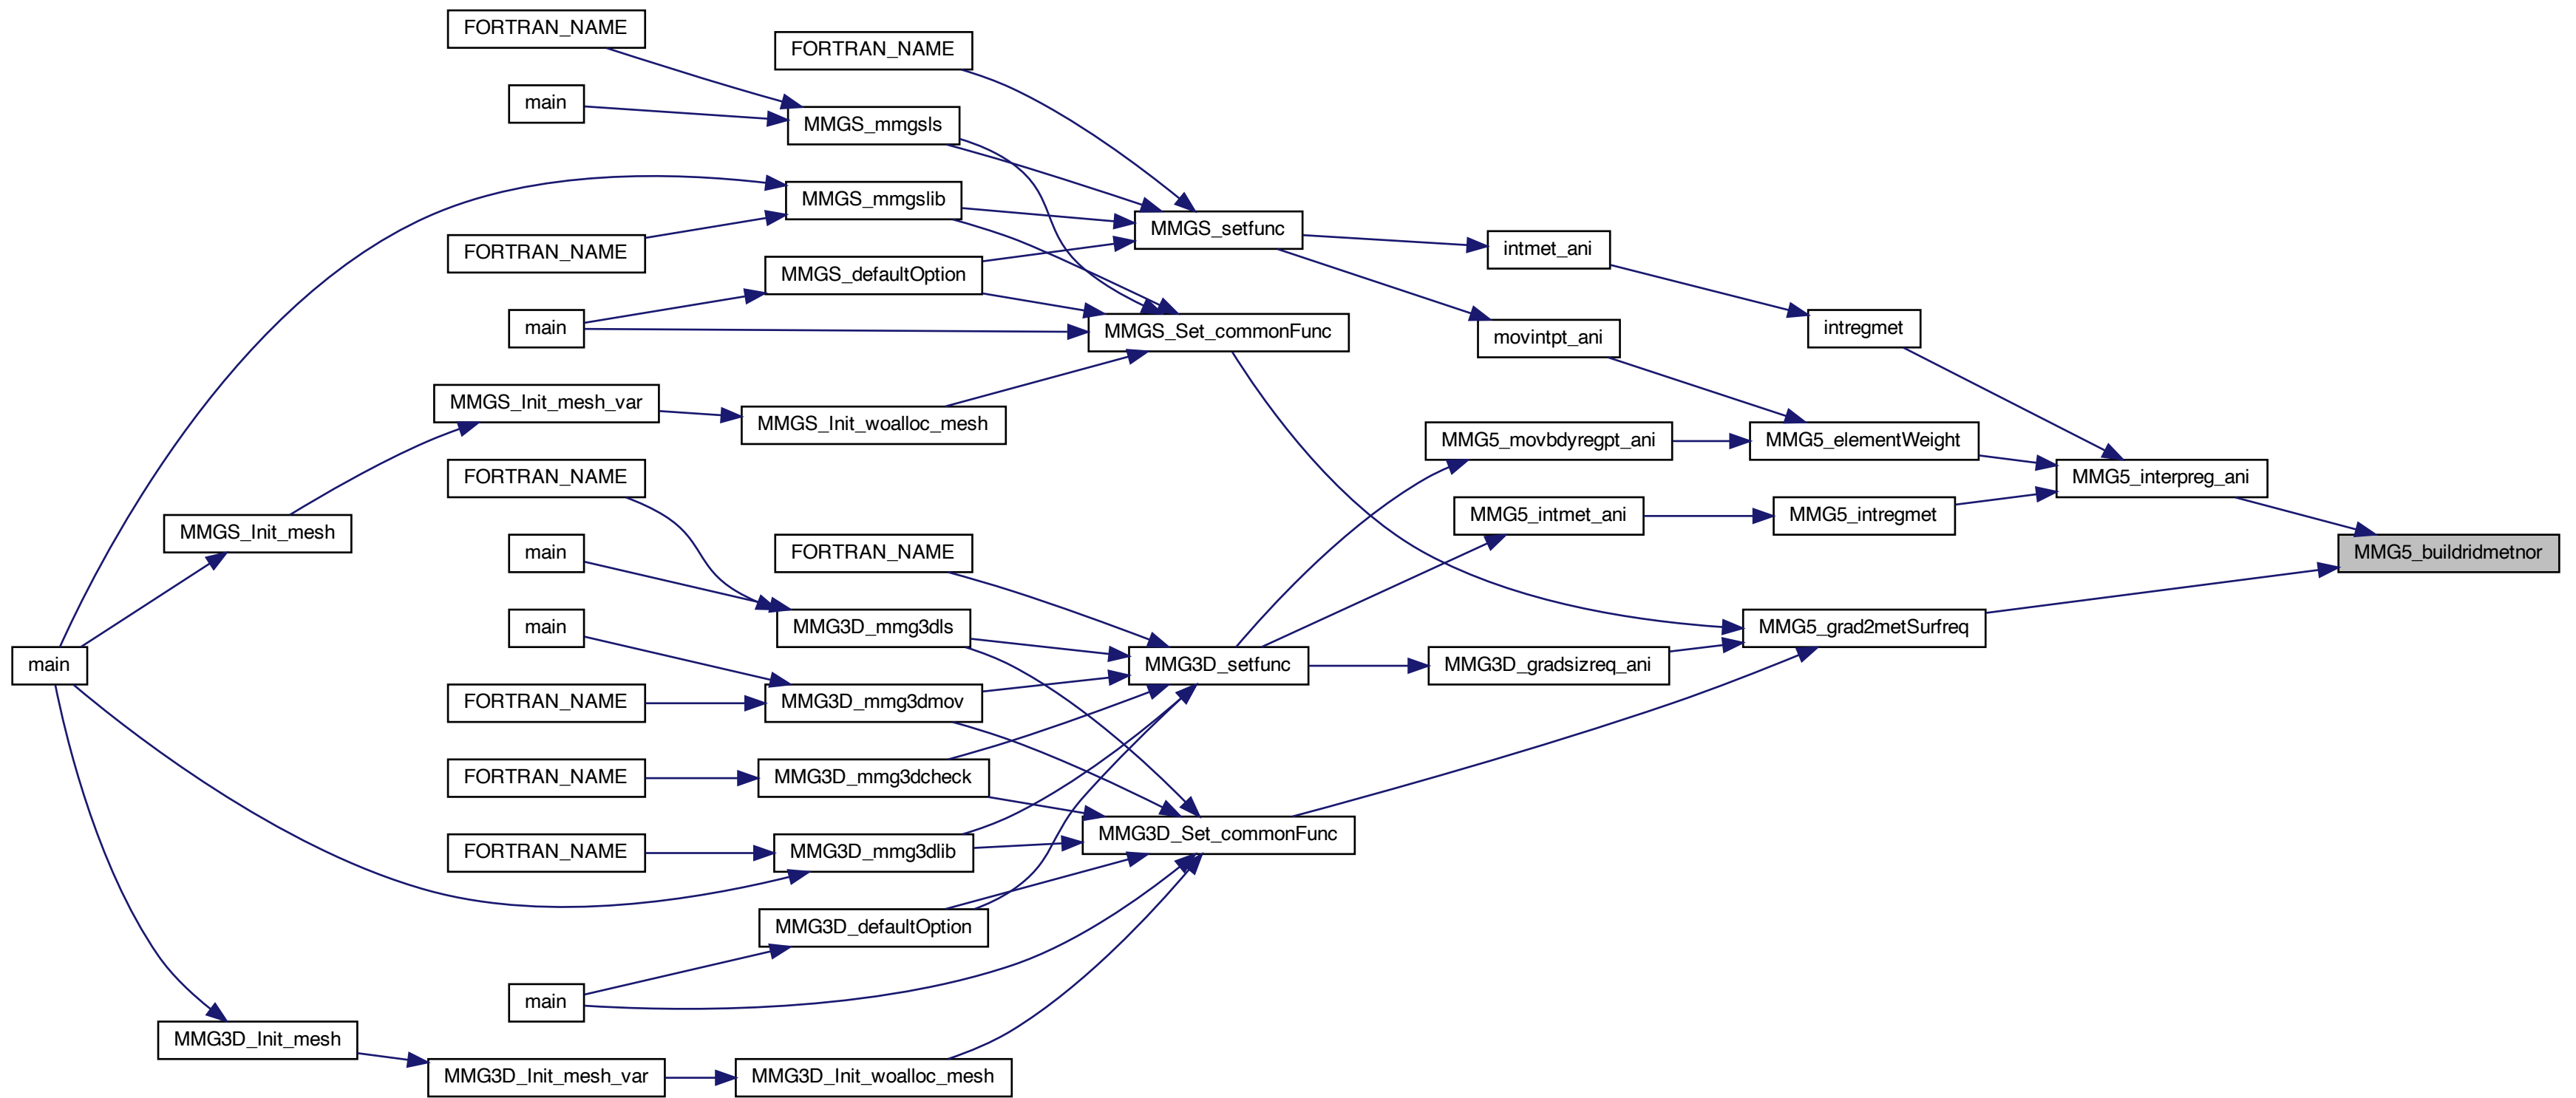 FORTRAN_NAME
FORTRAN_NAME
main
MMGS_mmgsls
MMGS_mmgslib
MMGS_setfunc
FORTRAN_NAME
intmet_ani
MMGS_defaultOption
main
MMGS_Set_commonFunc
intregmet
movintpt_ani
MMGS_Init_mesh_var
MMGS_Init_woalloc_mesh
MMG5_movbdyregpt_ani
MMG5_elementWeight
FORTRAN_NAME
MMG5_interpreg_ani
MMGS_Init_mesh
MMG5_intmet_ani
MMG5_intregmet
main
FORTRAN_NAME
MMG5_buildridmetnor
main
MMG3D_mmg3dls
MMG5_grad2metSurfreq
main
MMG3D_setfunc
MMG3D_gradsizreq_ani
FORTRAN_NAME
MMG3D_mmg3dmov
FORTRAN_NAME
MMG3D_mmg3dcheck
MMG3D_Set_commonFunc
FORTRAN_NAME
MMG3D_mmg3dlib
MMG3D_defaultOption
main
MMG3D_Init_mesh
MMG3D_Init_mesh_var
MMG3D_Init_woalloc_mesh